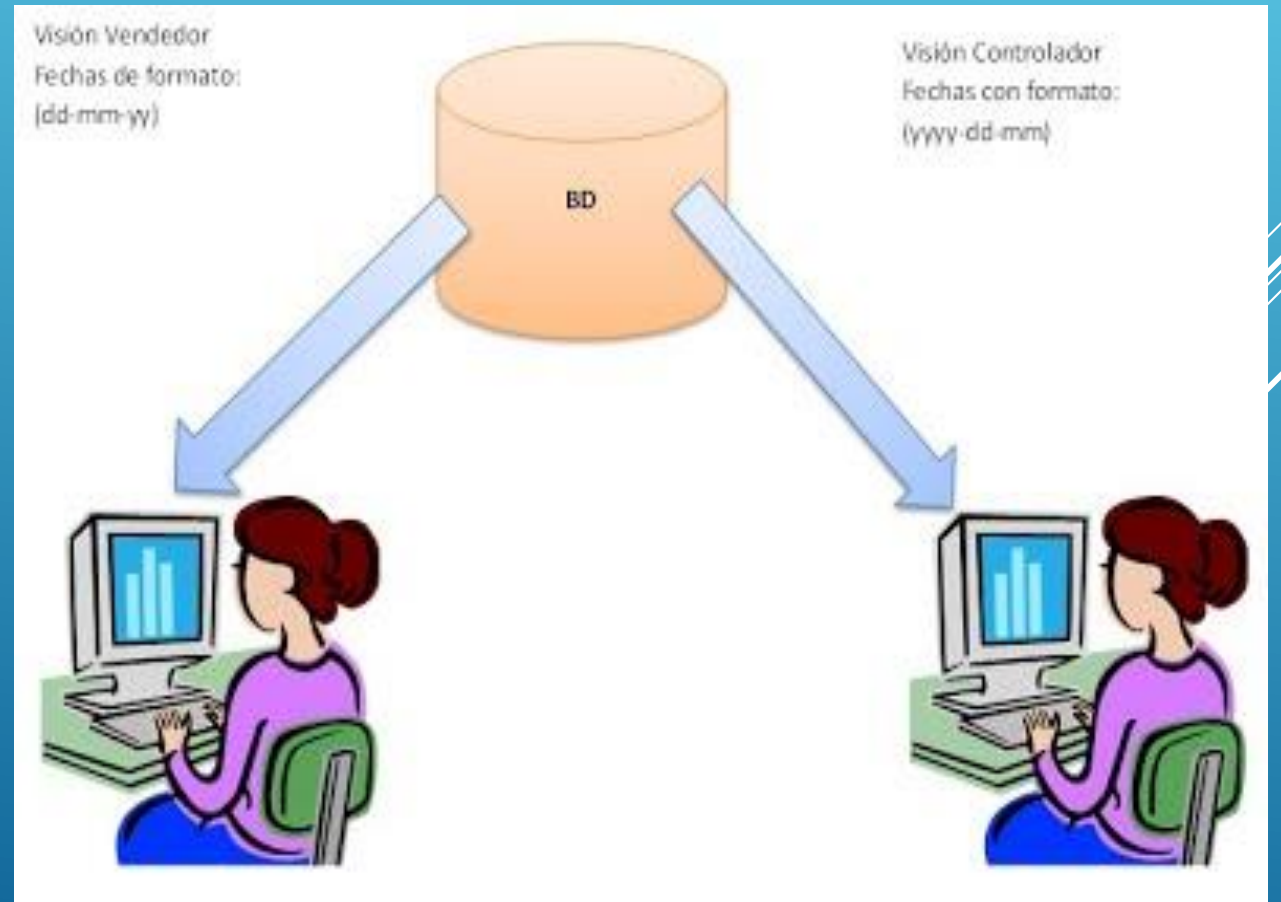 Visión Vendedor
Fechas de formato:
(dd-mm-yy)
BD
Visión Controlador
Fechas con formato:
(yyyy-dd-mm)